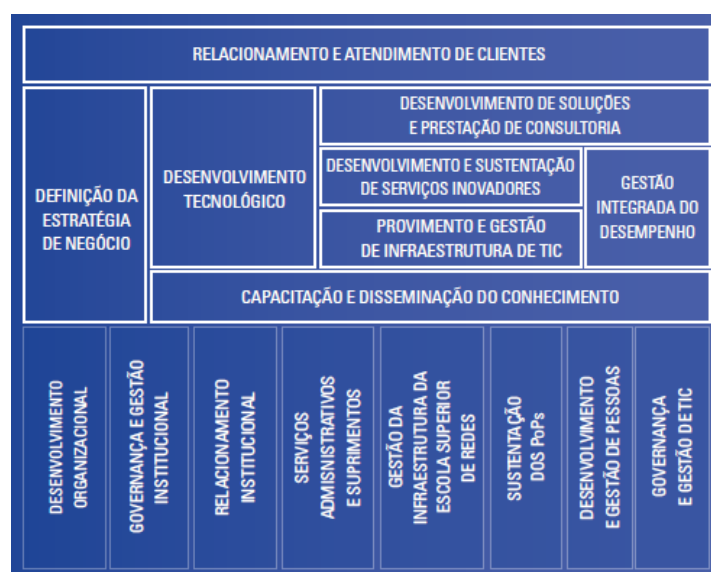 RELACIONAMENTO E ATENDIMENTO DE CLIENTES
DEFINIÇÃO DA
ESTRATÉGIA
DE NEGÓCIO
DESENVOLVIMENTO
TECNOLÓGICO
DESENVOLVIMENTO DE SOLUÇÕES
E PRESTAÇÃO DE CONSULTORIA
DESENVOLVIMENTO E SUSTENTAÇÃO
DE SERVIÇOS INOVADORES
PROVIMENTO E GESTÃO
DE INFRAESTRUTURA DE TIC
GESTÃO
INTEGRADA DO
DESEMPENHO
CAPACITAÇÃO E DISSEMINAÇÃO DO CONHECIMENTO
DESENVOLVIMENTO
ORGANIZACIONAL
GOVERNANÇA E GESTÃO
INSTITUCIONAL
RELACIONAMENTO
INSTITUCIONAL
SERVIÇOS
ADMISNISTRATIVOS
E SUPRIMENTOS
GESTÃO DA
INFRAESTRUTURA DA
ESCOLA SUPERIOR
DE REDES
SUSTENTAÇÃO
DOS PoPs
DESENVOLVIMENTO
E GESTÃO DE PESSOAS
GOVERNANÇA
E GESTÃO DE TIC